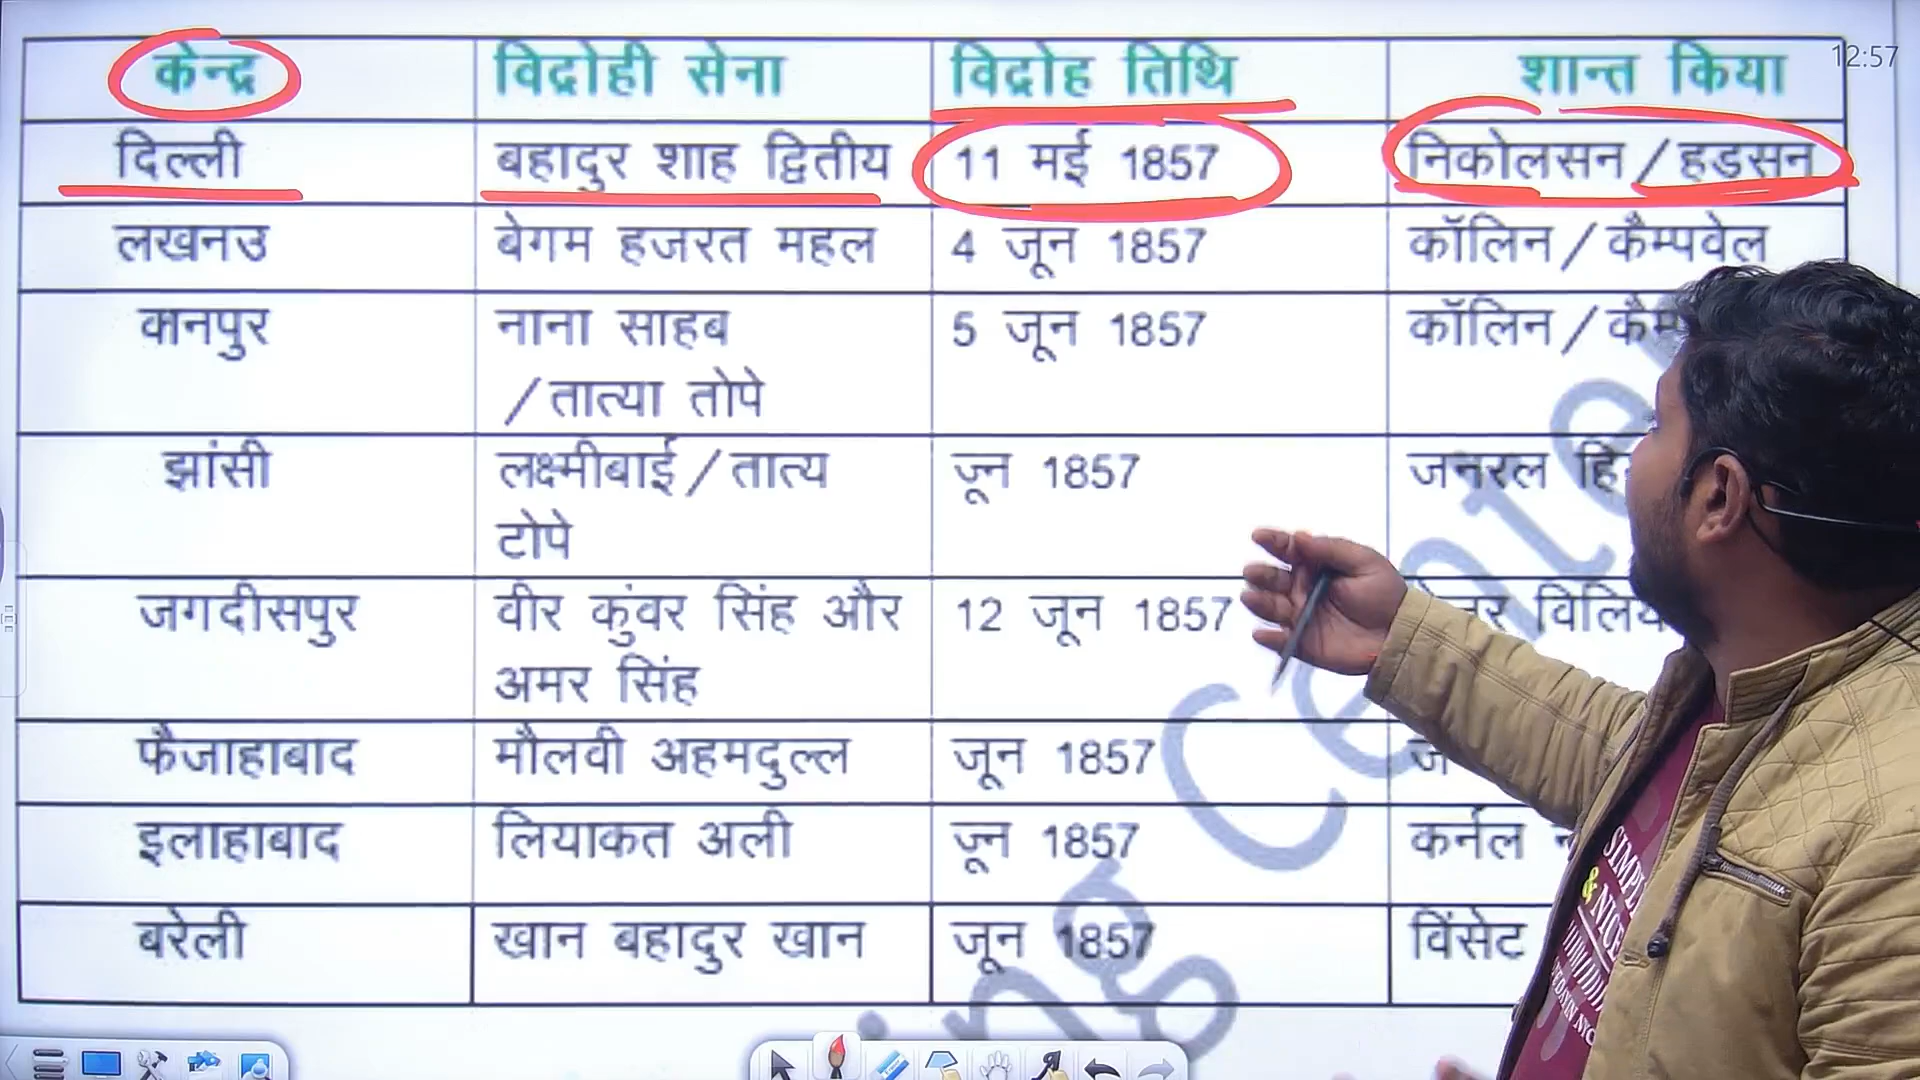 12:57
केन्द्र विद्रोही सेना विद्रोह तिथि शान्त किया
दिल्ली बहादुर शाह द्वितीय 11 मई 1857 निकोलसन/हडसन
लखनउ बेगम हजरत महल 4 जून 1857 कॉलिन/कैम्पवेल
कानपुर नाना साहब 5 जून 1857 कॉलिन/
/तात्या तोपे
झांसी लक्ष्मीबाई/तात्य जून 1857 जनरल
टोपे
जगदीसपुर वीर कुंवर सिंह और 12 जून 1857
अमर सिंह
फैजाहाबाद मौलवी अहमदुल्ल जून 1857
इलाहाबाद लियाकत अली जून 1857 कर्नल
बरेली खान बहादुर खान जून 1857 विंसेट